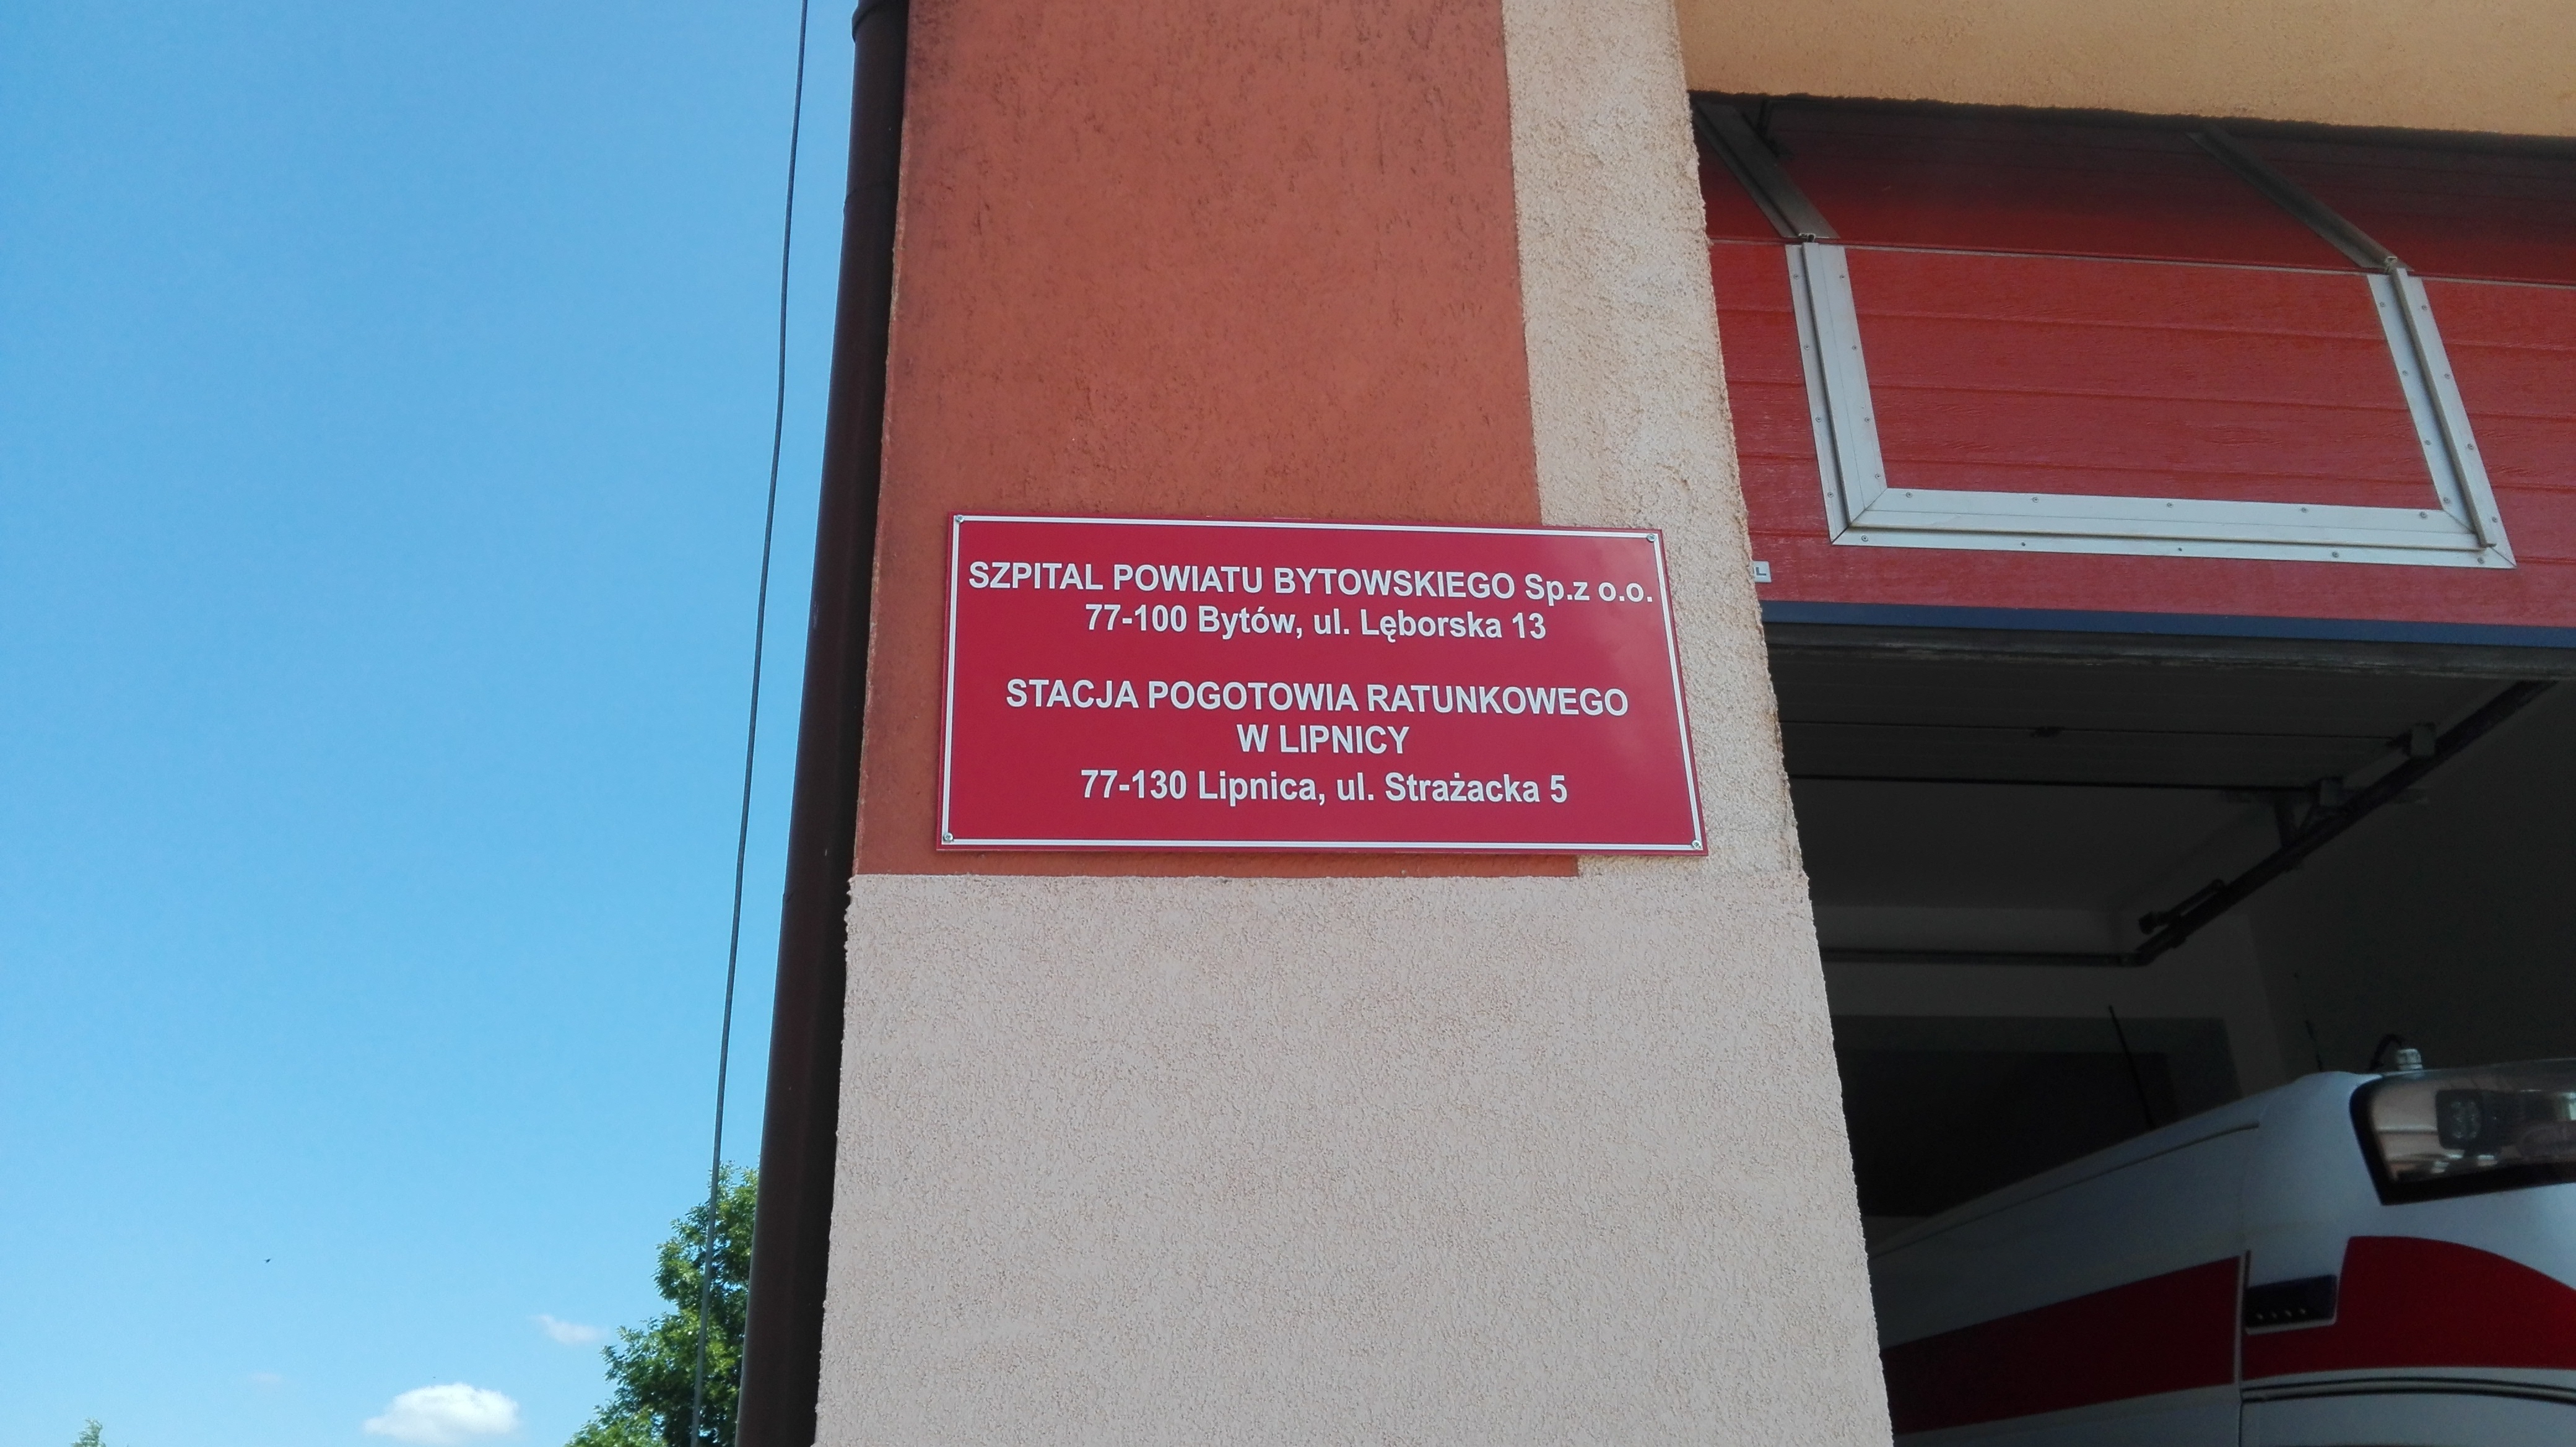 SZPITAL POWIATU BYTOWSKIEGO Sp.z o.o.
77-100 Bytów, ul. Lęborska 13
STACJA POGOTOWIA RATUNKOWEGO
W LIPNICY
77-130 Lipnica, ul. Strażacka 5